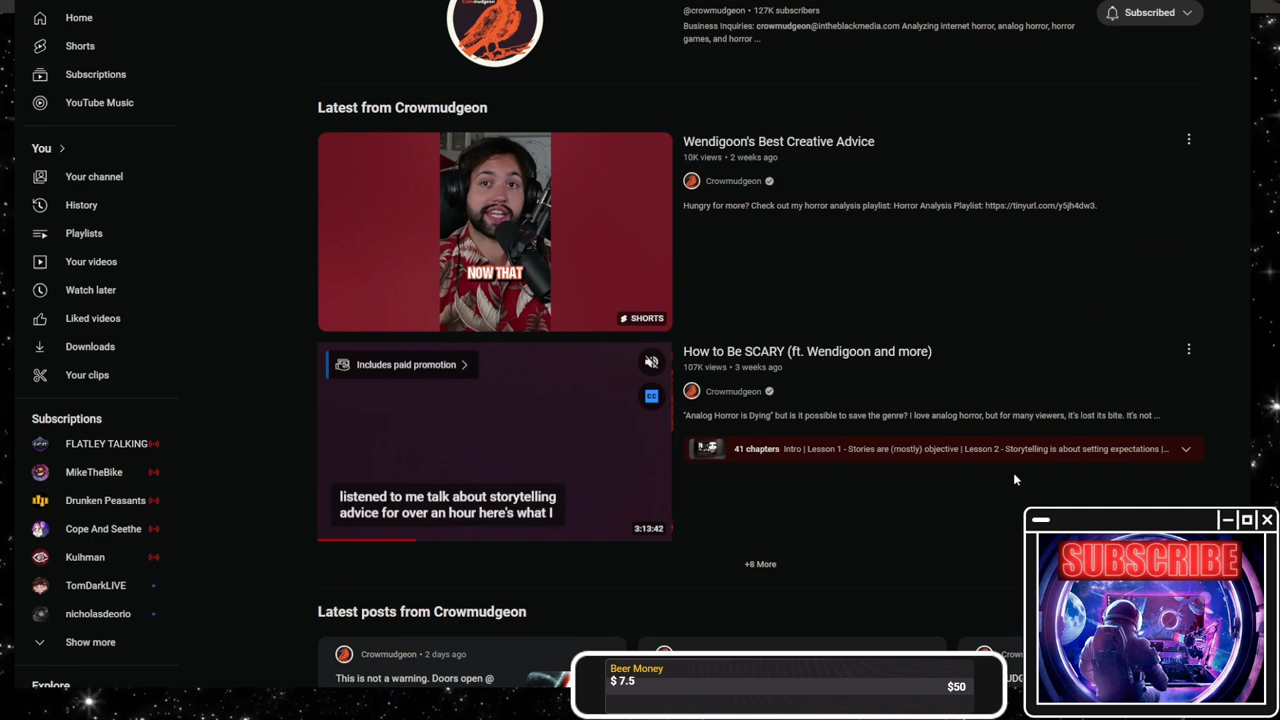 Home
Shorts
Subscriptions
YouTube Music
You
Your channel
History
Playlists
Your videos
Watch later
Liked videos
Downloads
Your clips
Subscriptions
FLATLEY TALKING
MikeTheBike
Drunken Peasants
Cope And Seethe
Kuihman
TomDarkLIVE
nicholasdeorio
Show more
Explore
Crowmudgeon
@crowmudgeon • 127K subscribers
Business Inquiries: crowmudgeon@intheblackmedia.com Analyzing internet horror, analog horror, horror
games, and horror ...
Subscribed
Latest from Crowmudgeon
NOW THAT
SHORTS
Wendigoon's Best Creative Advice
10K views • 2 weeks ago
Crowmudgeon
Hungry for more? Check out my horror analysis playlist: Horror Analysis Playlist: https://tinyurl.com/y5jh4dw3.
Includes paid promotion
CC
listened to me talk about storytelling
advice for over an hour here's what I
3:13:42
How to Be SCARY (ft. Wendigoon and more)
107K views • 3 weeks ago
Crowmudgeon
"Analog Horror is Dying" but is it possible to save the genre? I love analog horror, but for many viewers, it's lost its bite. It's not ...
41 chapters Intro | Lesson 1 - Stories are (mostly) objective | Lesson 2 - Storytelling is about setting expectations |...
+8 More
Latest posts from Crowmudgeon
Crowmudgeon • 2 days ago
This is not a warning. Doors open @
Beer Money
$ 7.5
$50
SUBSCRIBE